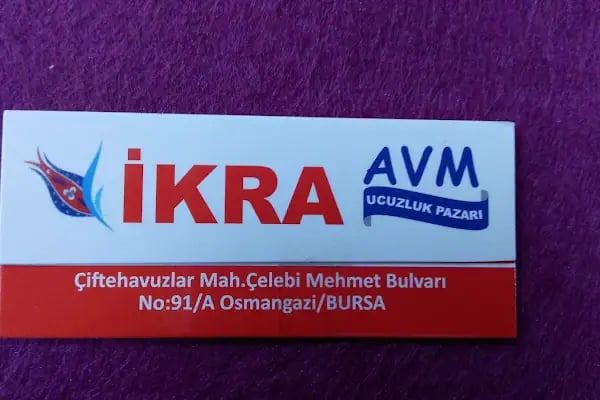 İKRA
AVM
UCUZLUK PAZARI
Çiftehavuzlar Mah.Çelebi Mehmet Bulvarı
No:91/A Osmangazi/BURSA